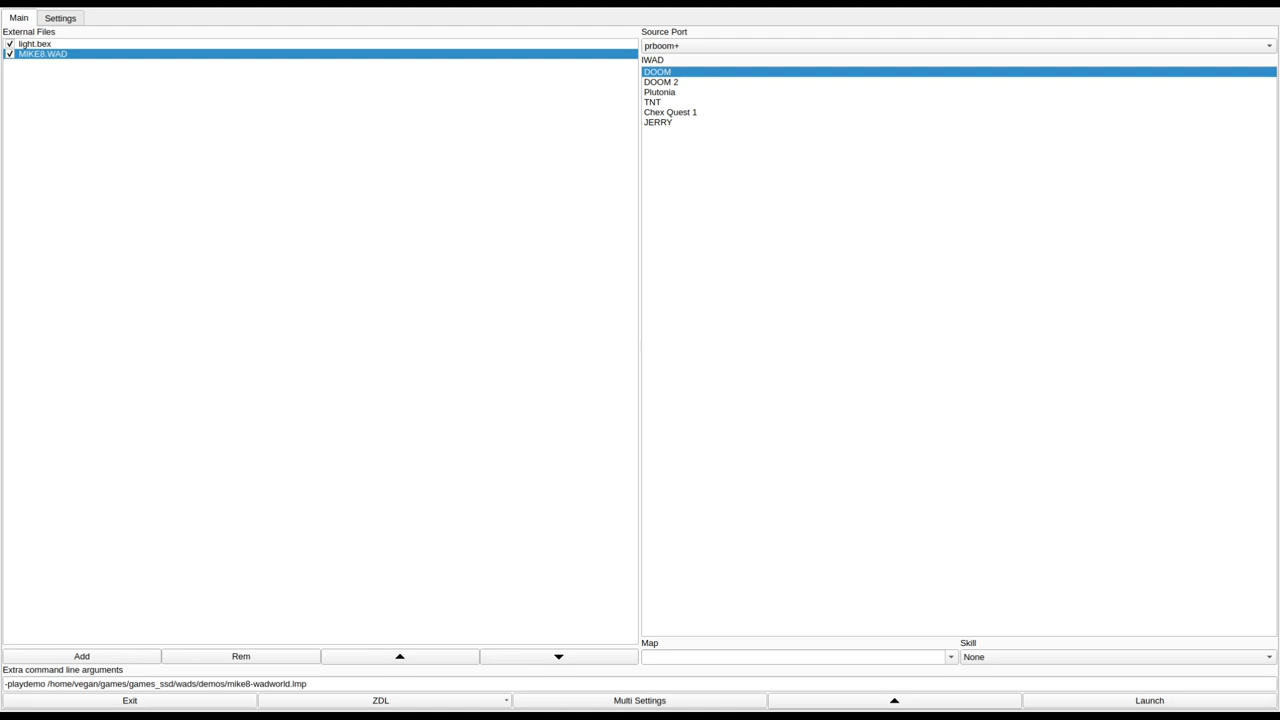 Main Settings
External Files
light.bex
MIKE8.WAD
Source Port
prboom+
IWAD
DOOM
DOOM 2
Plutonia
TNT
Chex Quest 1
JERRY
Map Skill
None
Add Rem
Extra command line arguments
-playdemo /home/vegan/games/games_ssd/wads/demos/mike8-wadworld.lmp
Exit ZDL Multi Settings Launch